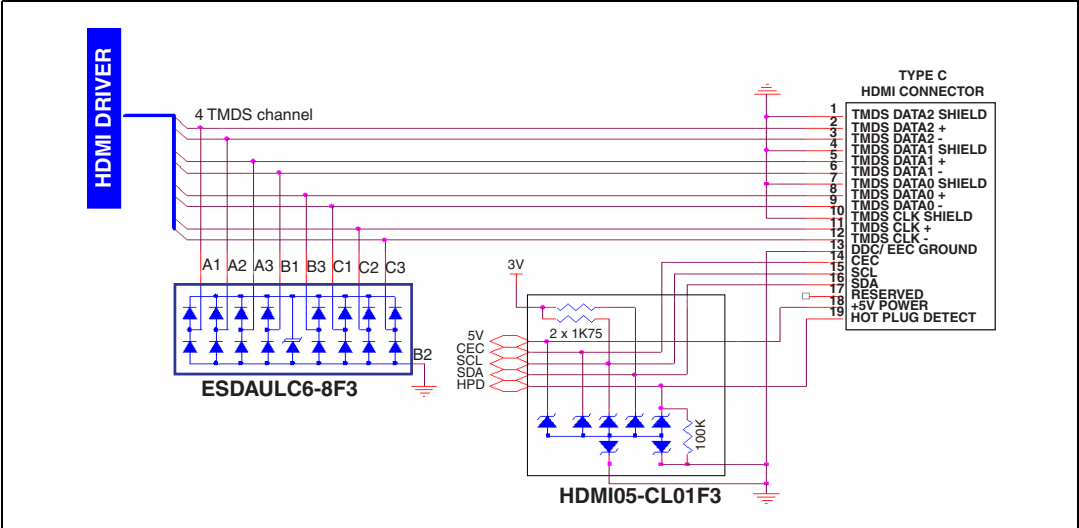 HDMI DRIVER
4 TMDS channel
TYPE C
HDMI CONNECTOR
1 TMDS DATA2 SHIELD
2 TMDS DATA2 +
3 TMDS DATA2 -
4 TMDS DATA1 SHIELD
5 TMDS DATA1 +
6 TMDS DATA1 -
7 TMDS DATA0 SHIELD
8 TMDS DATA0 +
9 TMDS DATA0 -
10 TMDS CLK SHIELD
11 TMDS CLK +
12 TMDS CLK -
13 DDC/ EEC GROUND
14 CEC
15 SCL
16 SDA
17 RESERVED
18 +5V POWER
19 HOT PLUG DETECT
A1 A2 A3 B1 B3 C1 C2 C3
B2
ESDAULC6-8F3
3V
2 x 1K75
5V
CEC
SCL
SDA
HPD
100K
HDMI05-CL01F3